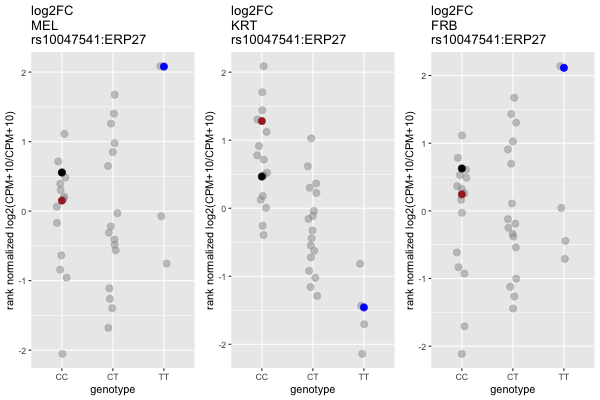 log2FC
MEL
rs10047541:ERP27
rank normalized log2(CPM+10/CPM+10)
2
1
0
-1
-2
CC
CT
TT
genotype
log2FC
KRT
rs10047541:ERP27
rank normalized log2(CPM+10/CPM+10)
2
1
0
-1
-2
CC
CT
TT
genotype
log2FC
FRB
rs10047541:ERP27
rank normalized log2(CPM+10/CPM+10)
2
1
0
-1
-2
CC
CT
TT
genotype